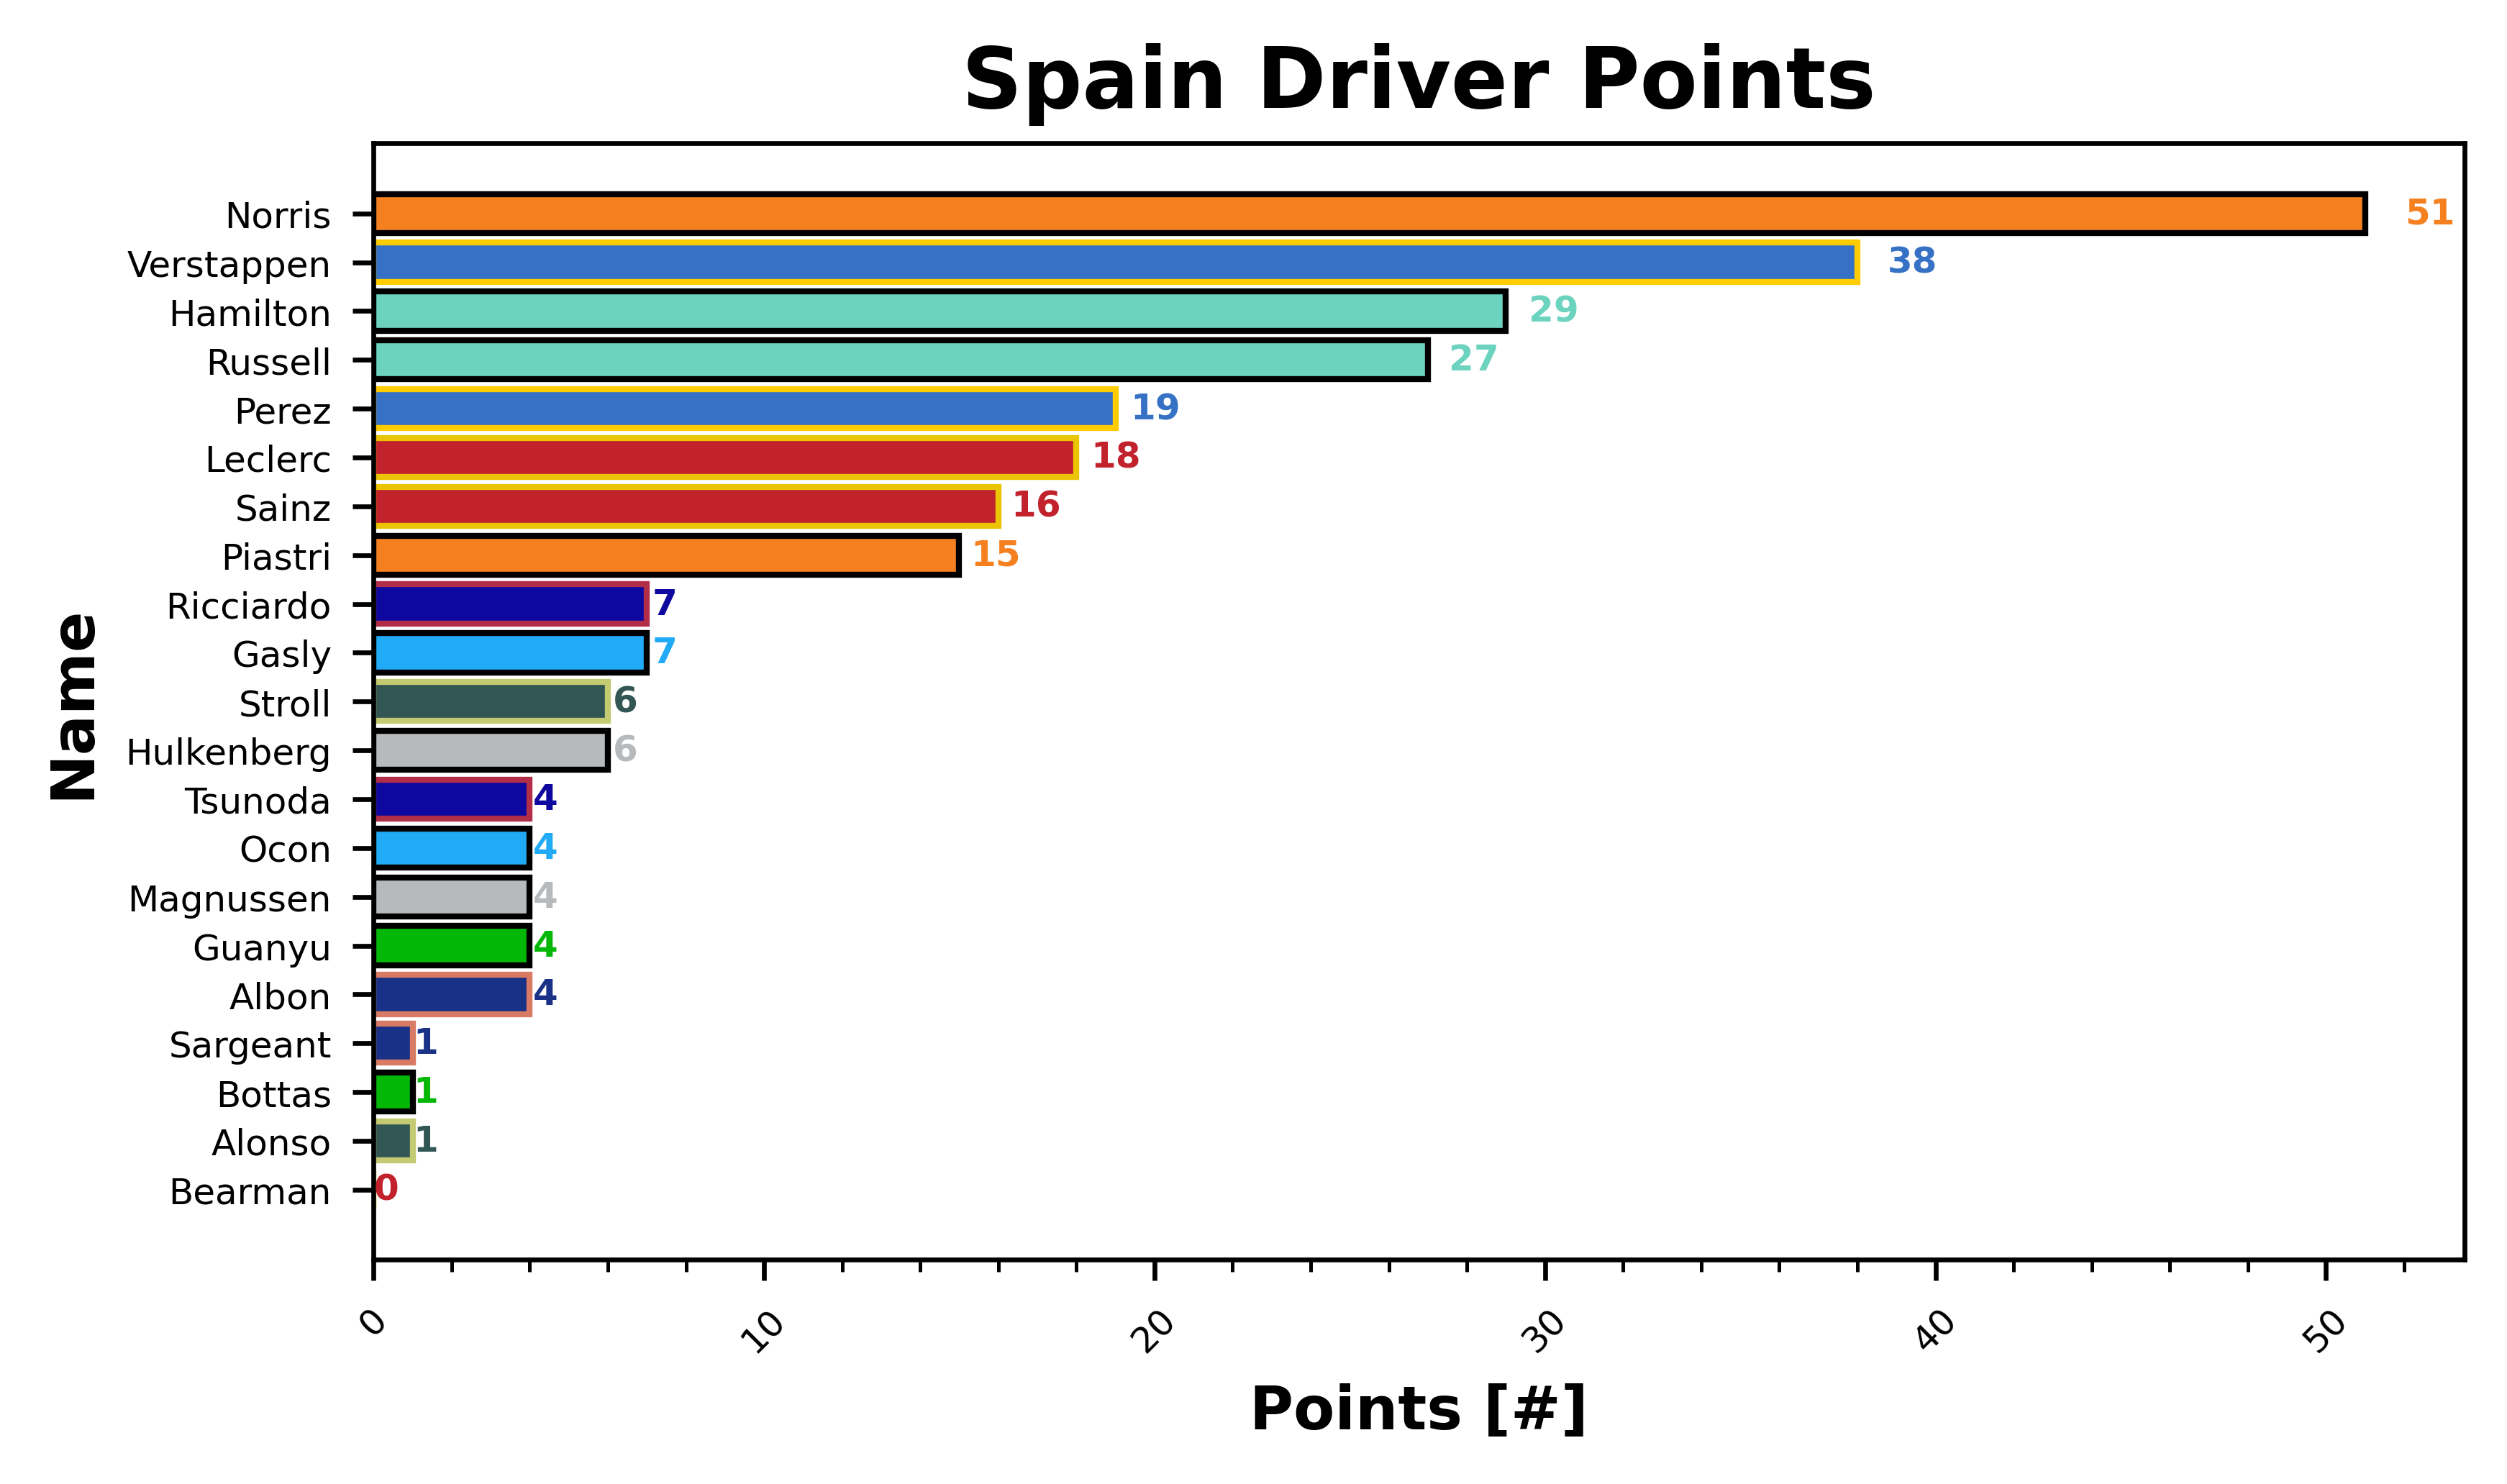 Spain Driver Points
Name
Norris 51
Verstappen 38
Hamilton 29
Russell 27
Perez 19
Leclerc 18
Sainz 16
Piastri 15
Ricciardo 7
Gasly 7
Stroll 6
Hulkenberg 6
Tsunoda 4
Ocon 4
Magnussen 4
Guanyu 4
Albon 4
Sargeant 1
Bottas 1
Alonso 1
Bearman 0
0 10 20 30 40 50
Points [#]